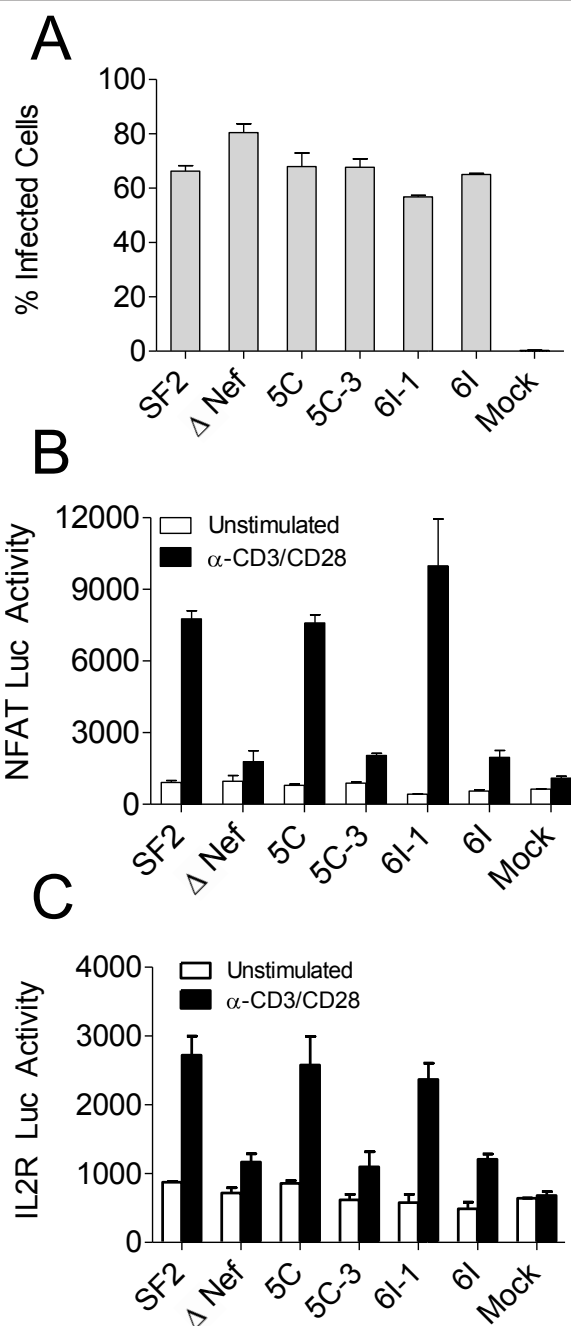 A
% Infected Cells
100
80
60
40
20
0
SF2
Δ Nef
5C
5C-3
6I-1
6I
Mock
B
NFAT Luc Activity
12000
9000
6000
3000
0
Unstimulated
α-CD3/CD28
SF2
Δ Nef
5C
5C-3
6I-1
6I
Mock
C
IL2R Luc Activity
4000
3000
2000
1000
0
Unstimulated
α-CD3/CD28
SF2
Δ Nef
5C
5C-3
6I-1
6I
Mock